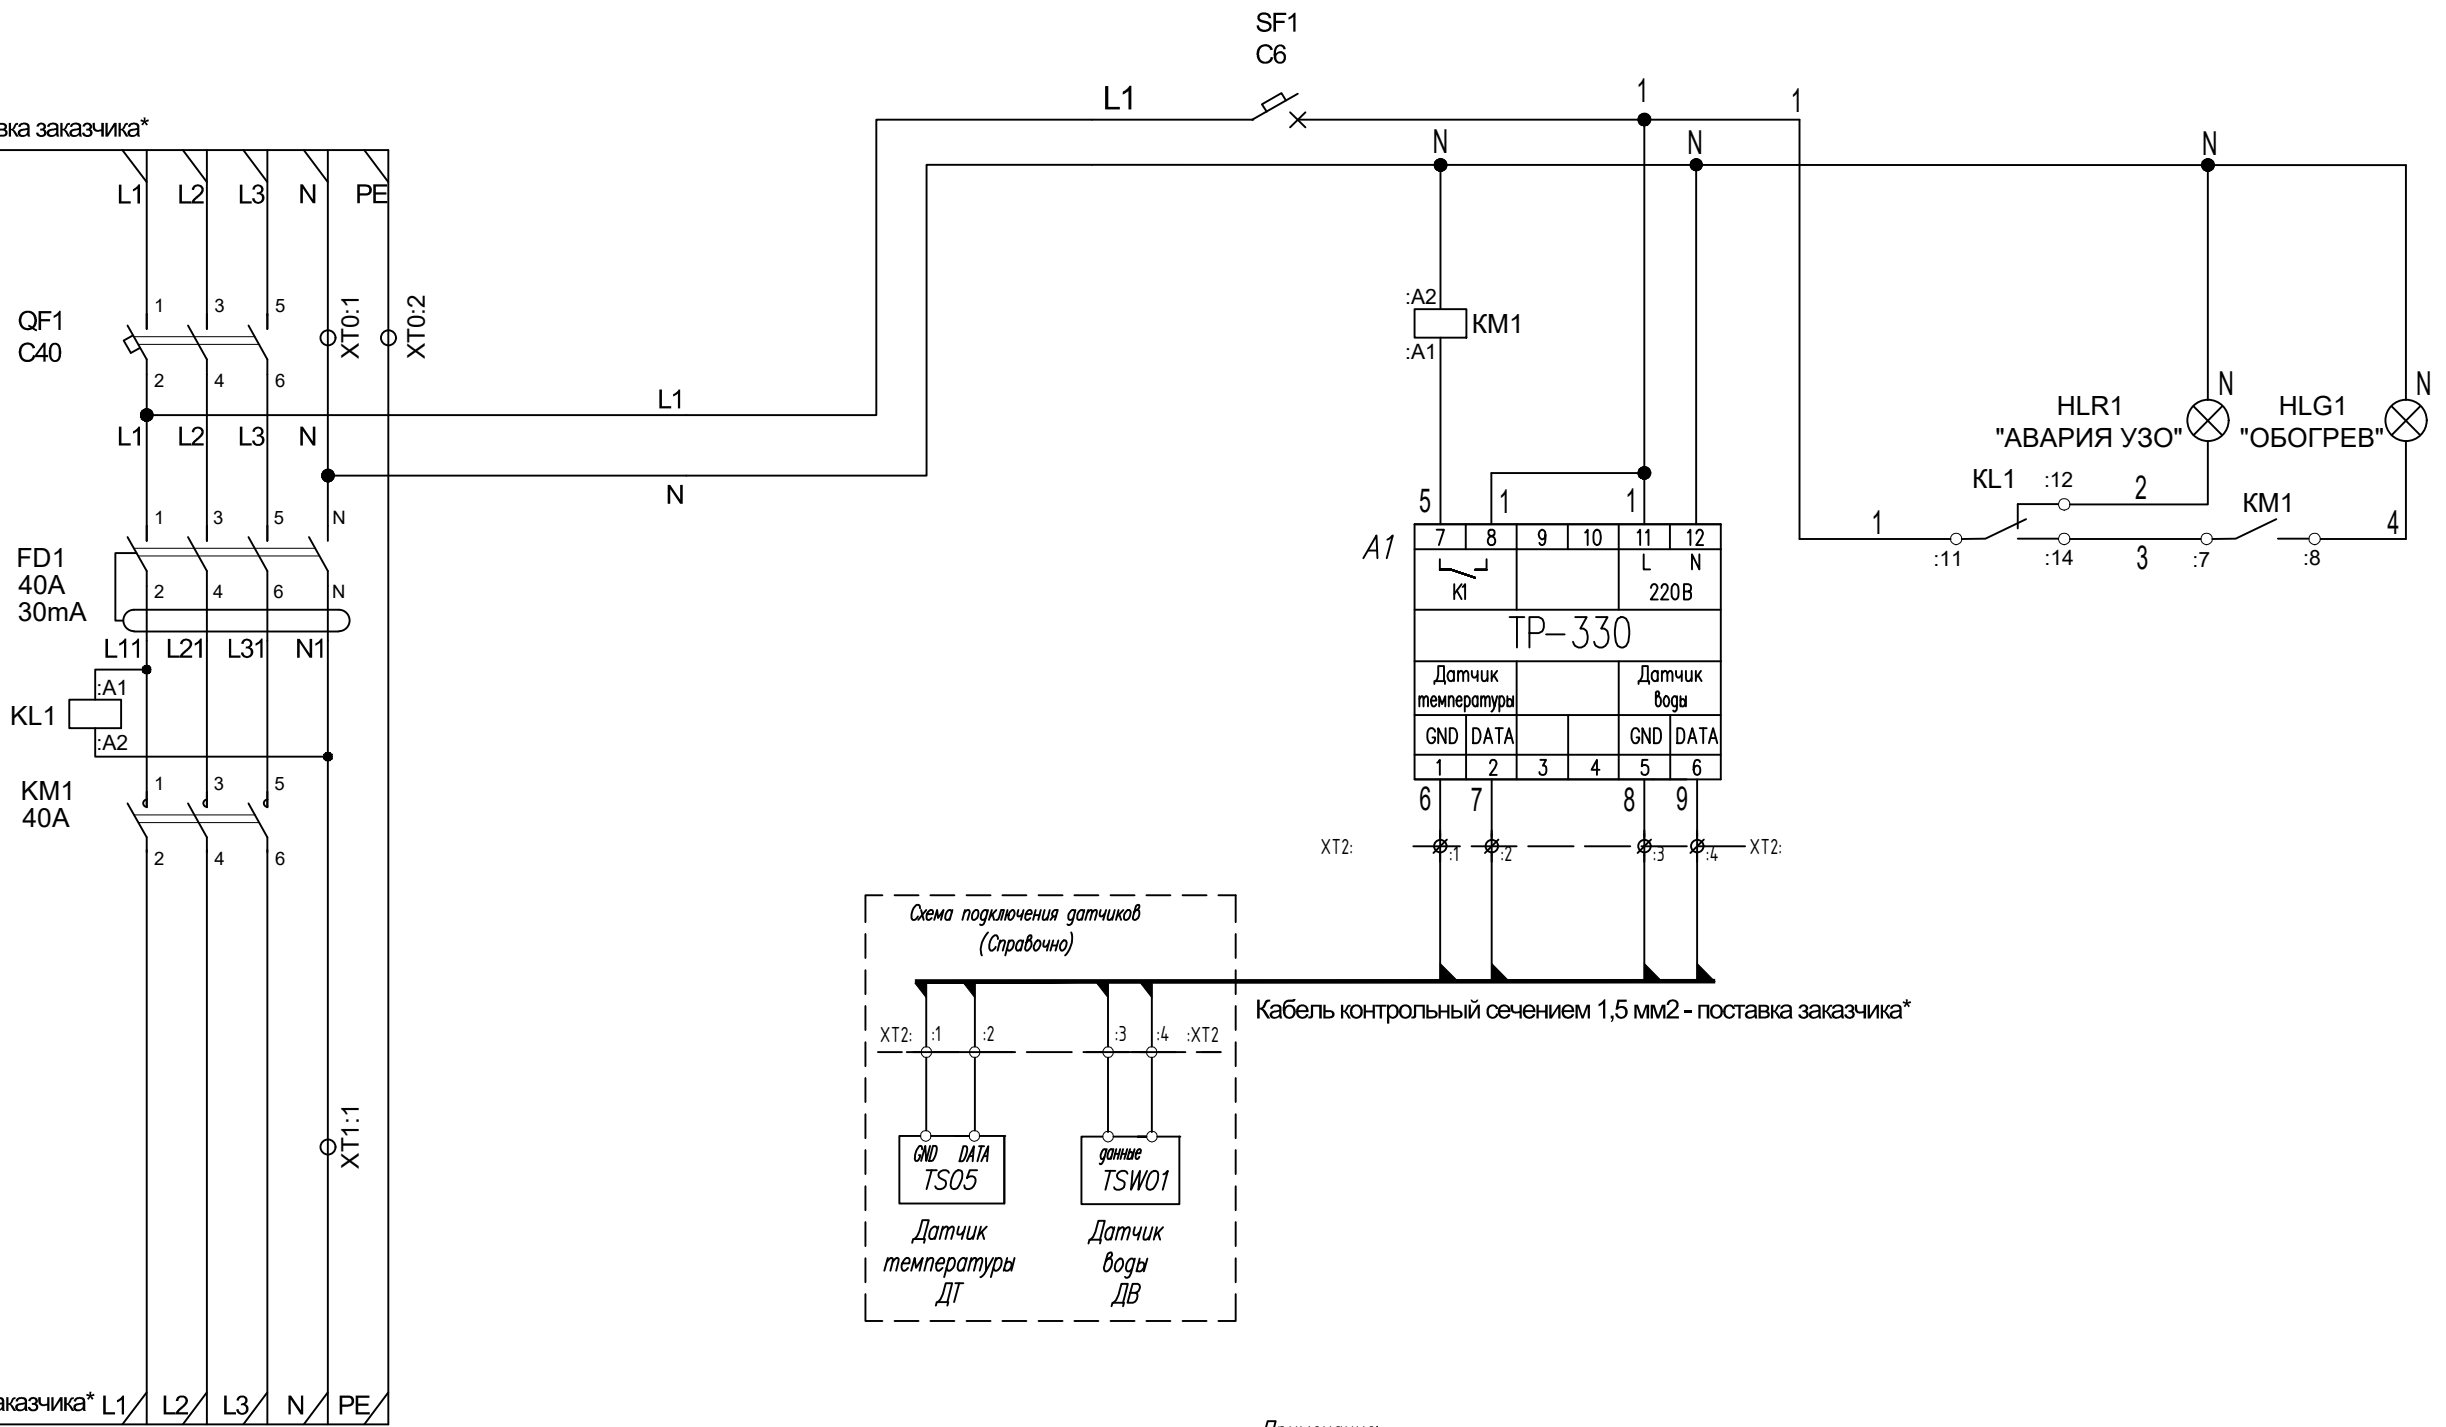 SF1
C6
L1
1
1
вка заказчика*
N
N
N
L1
L2
L3
N
PE
QF1
C40
1
3
5
2
4
6
XT0:1
XT0:2
L1
:A2
KM1
:A1
L1
L2
L3
N
N
FD1
40A
30mA
1
3
5
N
2
4
6
N
L11
L21
L31
N1
KL1
:A1
:A2
KM1
40A
1
3
5
2
4
6
HLR1
"АВАРИЯ УЗО"
N
HLG1
"ОБОГРЕВ"
N
KL1
:12
2
KM1
1
:11
:14
3
:7
:8
4
5
1
1
A1
7
8
9
10
11
12
L
N
K1
220В
ТР-330
Датчик
температуры
Датчик
воды
GND
DATA
GND
DATA
1
2
3
4
5
6
6
7
8
9
XT2:
:1
:2
:3
:4
XT2:
Схема подключения датчиков
(Справочно)
Кабель контрольный сечением 1,5 мм2 - поставка заказчика*
XT2:
:1
:2
:3
:4
:XT2
XT1:1
GND DATA
TS05
данные
TSW01
Датчик
температуры
ДТ
Датчик
воды
ДВ
аказчика*
L1
L2
L3
N
PE